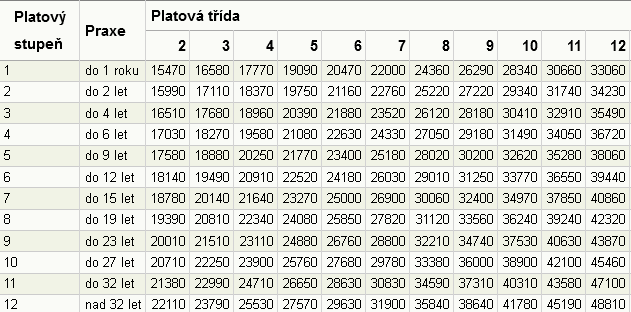 Platový stupeň Praxe Platová třída
2 3 4 5 6 7 8 9 10 11 12
1 do 1 roku 15470 16580 17770 19090 20470 22000 24360 26290 28340 30660 33060
2 do 2 let 15990 17110 18370 19750 21160 22760 25220 27220 29340 31740 34230
3 do 4 let 16510 17680 18960 20390 21880 23520 26120 28180 30410 32910 35490
4 do 6 let 17030 18270 19580 21080 22630 24330 27050 29180 31490 34050 36720
5 do 9 let 17580 18880 20250 21770 23400 25180 28020 30200 32620 35280 38060
6 do 12 let 18140 19490 20910 22520 24180 26030 29010 31250 33770 36550 39440
7 do 15 let 18780 20140 21640 23270 25000 26900 30060 32400 34970 37850 40860
8 do 19 let 19390 20810 22340 24080 25850 27820 31120 33560 36240 39240 42320
9 do 23 let 20010 21510 23110 24880 26760 28800 32210 34740 37530 40630 43870
10 do 27 let 20710 22250 23900 25760 27680 29780 33380 36000 38900 42100 45460
11 do 32 let 21380 22990 24710 26650 28630 30830 34590 37310 40310 43580 47100
12 nad 32 let 22110 23790 25530 27570 29630 31900 35840 38640 41780 45190 48810